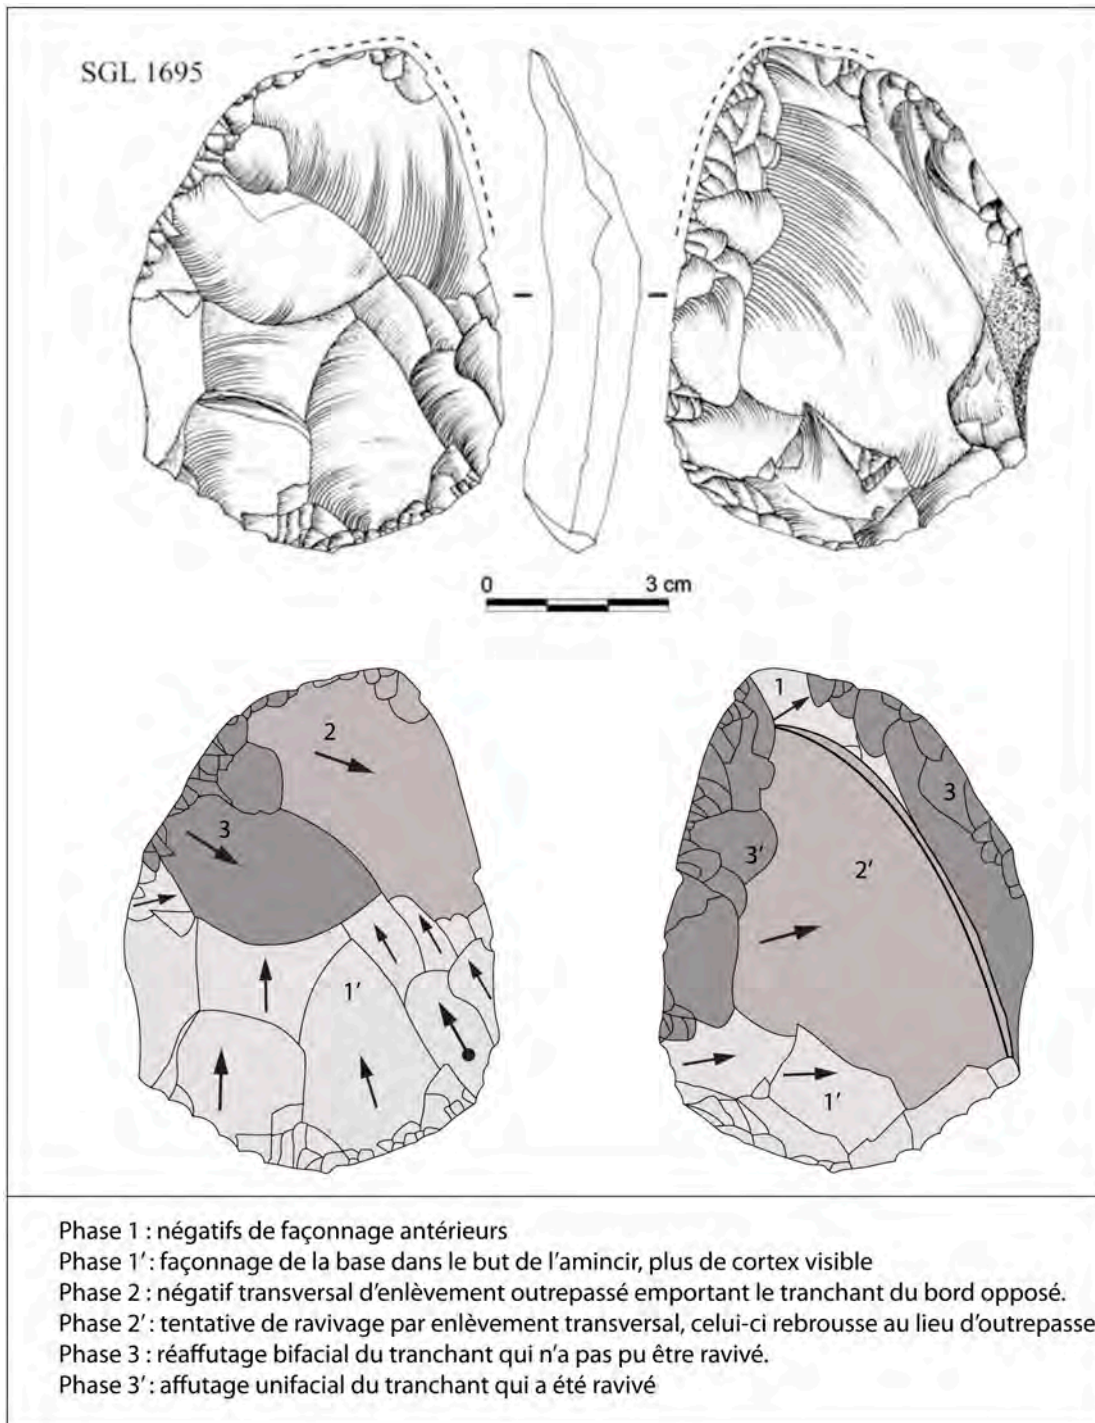 SGL 1695
0 3 cm
2
3
1'
1
3
3'
2'
1'
Phase 1 : négatifs de façonnage antérieurs
Phase 1' : façonnage de la base dans le but de l'amincir, plus de cortex visible
Phase 2 : négatif transversal d'enlèvement outrepassé emportant le tranchant du bord opposé.
Phase 2' : tentative de ravivage par enlèvement transversal, celui-ci rebrousse au lieu d'outrepasse
Phase 3 : réaffutage bifacial du tranchant qui n'a pas pu être ravivé.
Phase 3' : affutage unifacial du tranchant qui a été ravivé